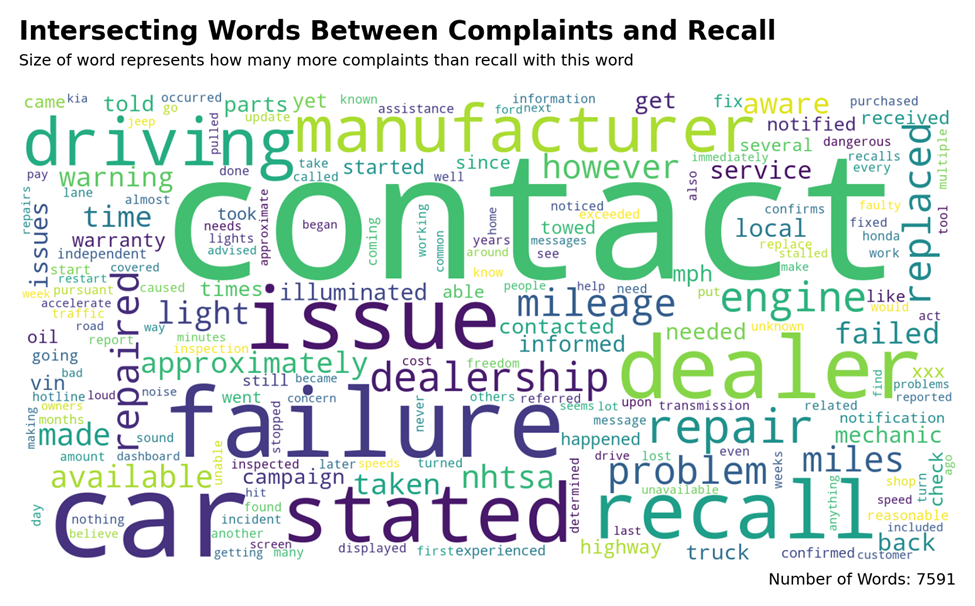 Intersecting Words Between Complaints and Recall
Size of word represents how many more complaints than recall with this word
came
kia
told
occurred
go
parts
yet
known
assistance
information
ford
next
get
fix
aware
purchased
received
jeep
update
driving
pulled
manufacturer
notified
several
dangerous
multiple
replaced
pay
warning
done
take
called
started
well
since
however
immediately
also
service
recalls
every
repairs
lane
almost
contact
issues
time
took
needs
lights
advised
approximate
began
coming
working
common
home
noticed
exceeded
towed
years
messages
see
around
know
confirms
local
replace
stalled
make
faulty
fixed
honda
work
tool
warranty
independent
start
covered
restart
week
pursuant
caused
times
illuminated
able
people
help
need
mph
put
engine
like
would
act
accelerate
traffic
road
way
light
issue
mileage
contacted
informed
needed
unknown
failed
oil
report
minutes
inspection
going
bad
approximately
cost
freedom
dealership
dealer
find
xxx
problems
reported
vin
hotline
loud
noise
still
became
went
concern
others
referred
seems
lot
upon
transmission
related
owners
months
making
made
repaired
sound
stopped
failure
never
happened
message
repair
notification
mechanic
amount
dashboard
unable
inspected
later
speeds
turned
drive
lost
even
weeks
problem
miles
shop
turn
check
ago
available
campaign
taken
nhtsa
determined
unavailable
anything
speed
reasonable
day
nothing
believe
car
hit
found
incident
another
screen
getting
many
stated
displayed
first
experienced
last
recall
highway
truck
confirmed
customer
included
back
Number of Words: 7591